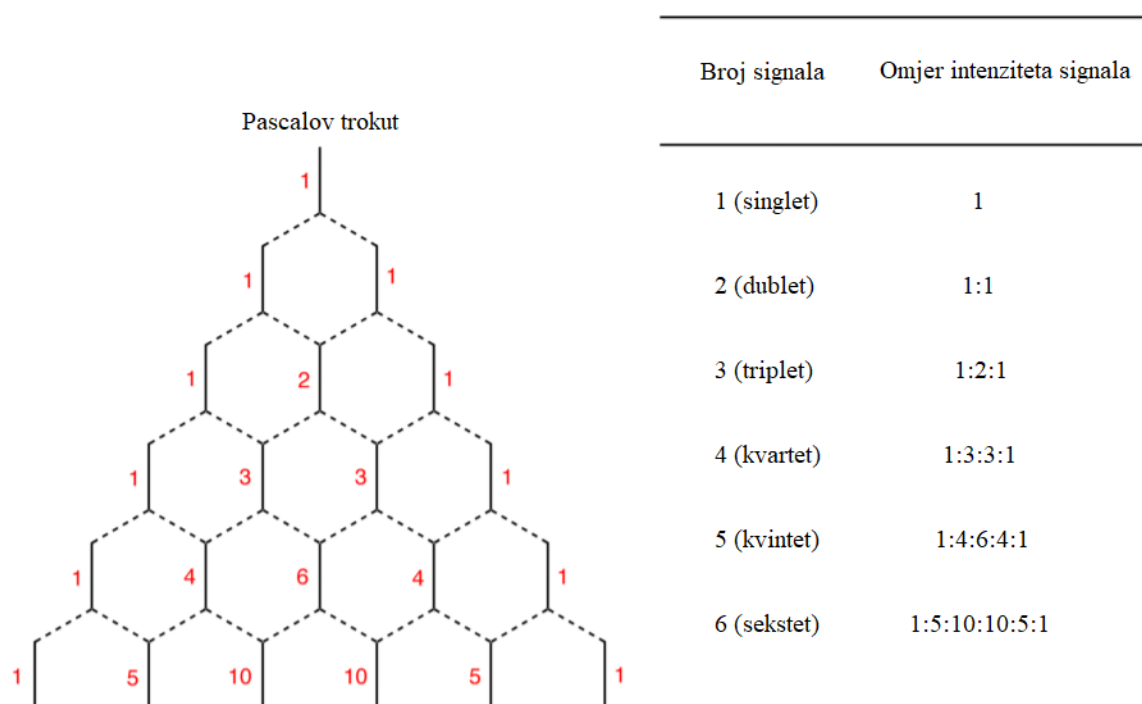 Pascalov trokut
1
1 1
1 2 1
1 3 3 1
1 4 6 4 1
1 5 10 10 5 1
Broj signala Omjer intenziteta signala
1 (singlet) 1
2 (dublet) 1:1
3 (triplet) 1:2:1
4 (kvartet) 1:3:3:1
5 (kvintet) 1:4:6:4:1
6 (sekstet) 1:5:10:10:5:1